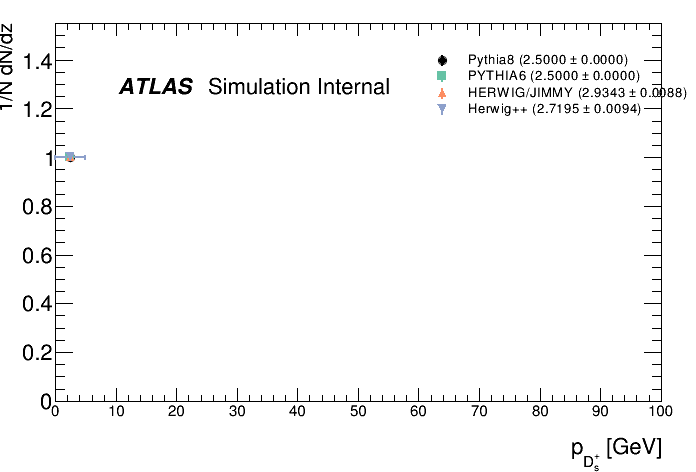 1/N dN/dz
1.4
1.2
1
0.8
0.6
0.4
0.2
0
ATLAS Simulation Internal
Pythia8 (2.5000 ± 0.0000)
PYTHIA6 (2.5000 ± 0.0000)
HERWIG/JIMMY (2.9343 ± 0.0088)
Herwig++ (2.7195 ± 0.0094)
0 10 20 30 40 50 60 70 80 90 100
p_{D_s^+} [GeV]